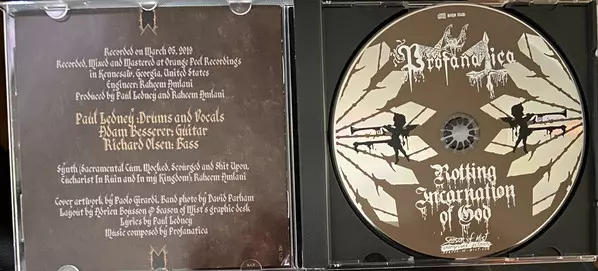 Recorded on March 05, 2019
Recorded, Mixed and Mastered at Orange Peel Recordings
in Kennesaw, Georgia, United States
Engineer: Raheem Amlani
Produced by Paul Ledney and Raheem Amlani
Paul Ledney: Drums and Vocals
Adam Besserer: Guitar
Richard Olsen: Bass
Synth (Sacramental Cum, Mocked, Scourged and Shit Upon,
Eucharist In Ruin and In my Kingdom): Raheem Amlani
Cover artwork by Paolo Girardi. Band photo by David Parham
Layout by Adrien Bousson @ Season of Mist's graphic desk
Lyrics by Paul Ledney
Music composed by Profanatica
Profanatica
Rotting
Incarnation
of God
Season of Mist